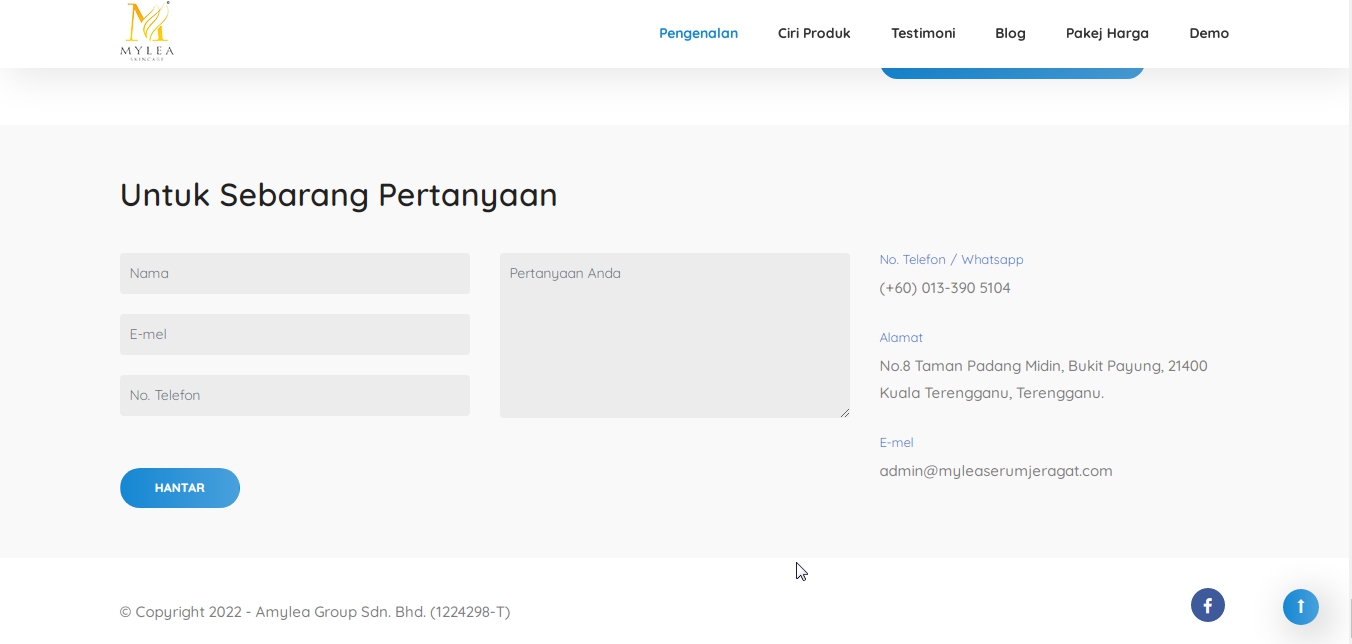 MYLEA
SKINCARE
Pengenalan
Ciri Produk
Testimoni
Blog
Pakej Harga
Demo
Untuk Sebarang Pertanyaan
Nama
E-mel
No. Telefon
Pertanyaan Anda
HANTAR
No. Telefon / Whatsapp
(+60) 013-390 5104
Alamat
No.8 Taman Padang Midin, Bukit Payung, 21400
Kuala Terengganu, Terengganu.
E-mel
admin@myleaserumjeragat.com
© Copyright 2022 - Amylea Group Sdn. Bhd. (1224298-T)